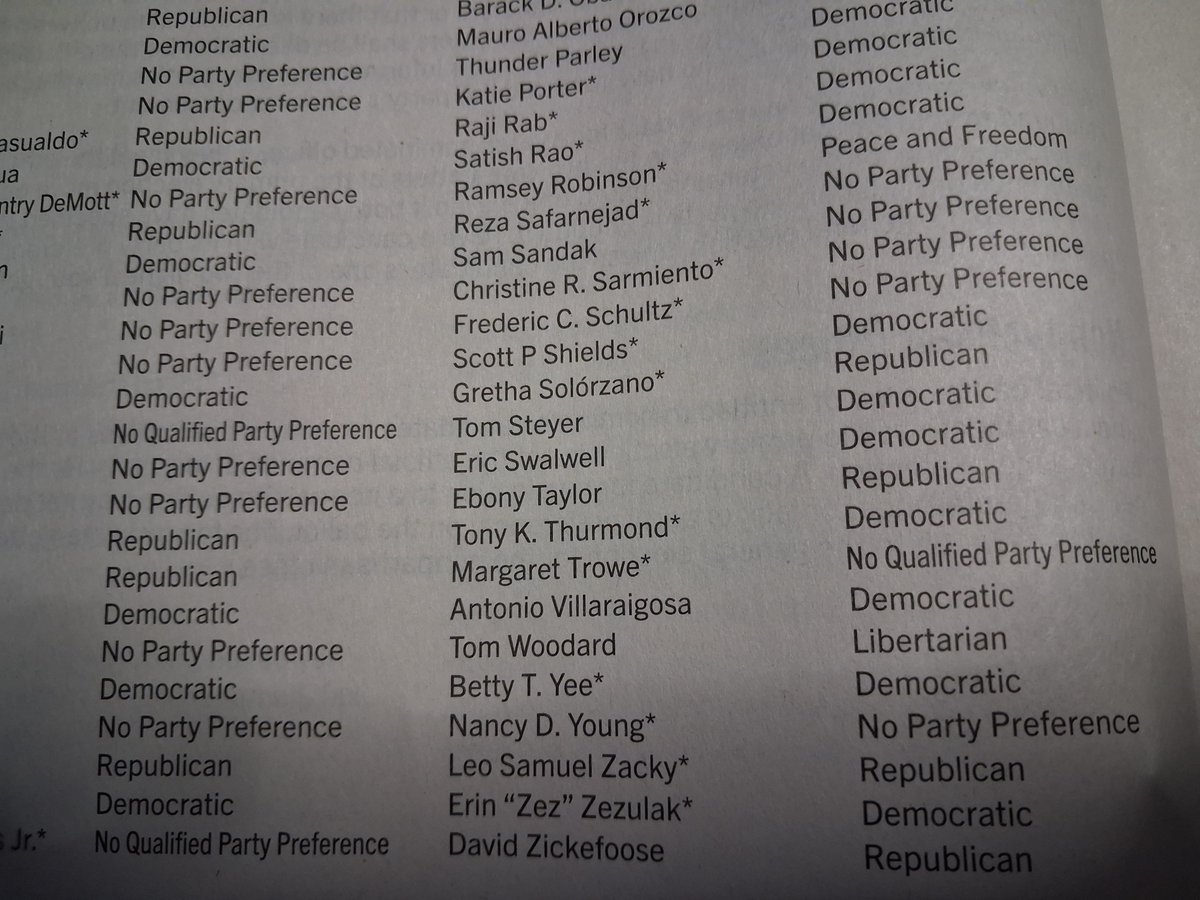 Republican
Democratic
No Party Preference
No Party Preference
asualdo* Republican
ua Democratic
ntry DeMott* No Party Preference
* Republican
n Democratic
No Party Preference
i No Party Preference
No Party Preference
Democratic
No Qualified Party Preference
No Party Preference
No Party Preference
Republican
Republican
Democratic
No Party Preference
Democratic
No Party Preference
Republican
Democratic
s Jr.* No Qualified Party Preference
Barack D.
Mauro Alberto Orozco
Thunder Parley Democratic
Katie Porter* Democratic
Raji Rab* Democratic
Satish Rao* Democratic
Ramsey Robinson* Peace and Freedom
Reza Safarnejad* No Party Preference
Sam Sandak No Party Preference
Christine R. Sarmiento* No Party Preference
Frederic C. Schultz* No Party Preference
Scott P Shields* Democratic
Gretha Solórzano* Republican
Tom Steyer Democratic
Eric Swalwell Democratic
Ebony Taylor Republican
Tony K. Thurmond* Democratic
Margaret Trowe* No Qualified Party Preference
Antonio Villaraigosa Democratic
Tom Woodard Libertarian
Betty T. Yee* Democratic
Nancy D. Young* No Party Preference
Leo Samuel Zacky* Republican
Erin “Zez” Zezulak* Democratic
David Zickefoose Republican